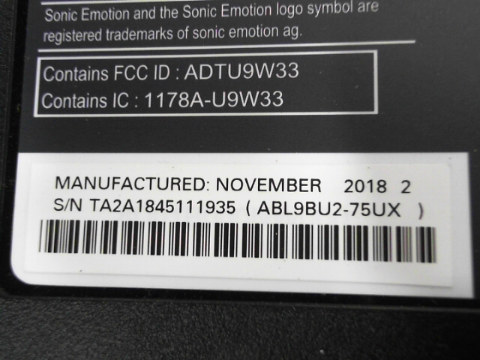 Sonic Emotion and the Sonic Emotion logo symbol are
registered trademarks of sonic emotion ag.
Contains FCC ID : ADTU9W33
Contains IC : 1178A-U9W33
MANUFACTURED: NOVEMBER 2018 2
S/N TA2A1845111935 ( ABL9BU2-75UX )